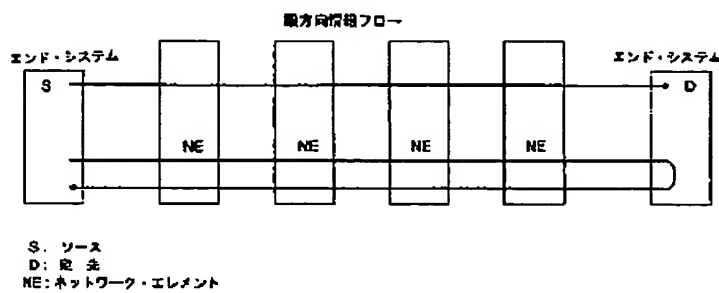 順方向情報フロー
エンド・システム
エンド・システム
S
D
NE
NE
NE
NE
S. ソース
D: 宛先
NE:ネットワーク・エレメント